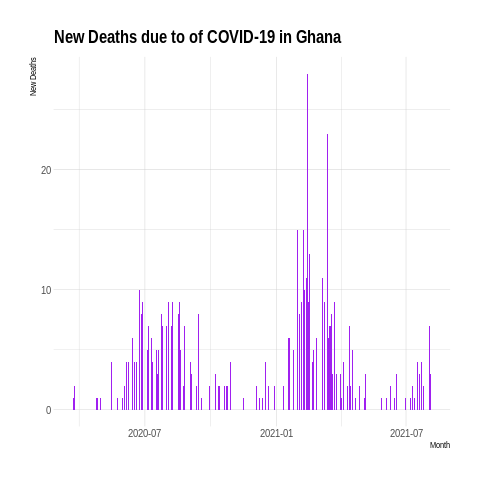 New Deaths due to of COVID-19 in Ghana
New Deaths
20
10
0
2020-07
2021-01
2021-07
Month